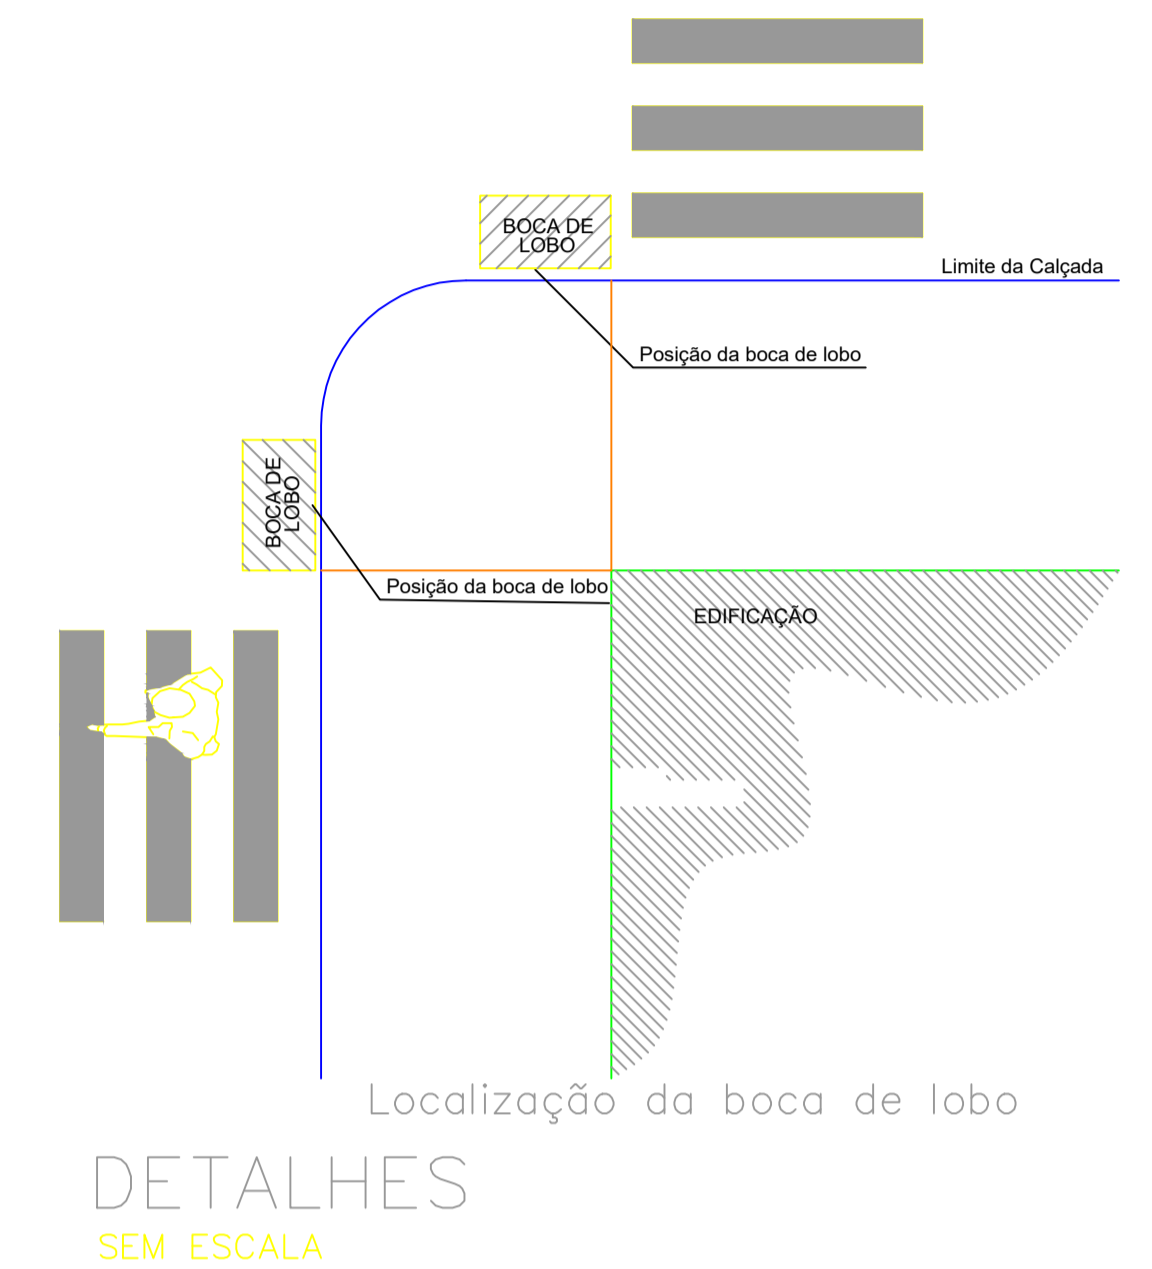 BOCA DE
LOBO
Limite da Calçada
Posição da boca de lobo
BOCA DE
LOBO
Posição da boca de lobo
EDIFICAÇÃO
Localização da boca de lobo
DETALHES
SEM ESCALA